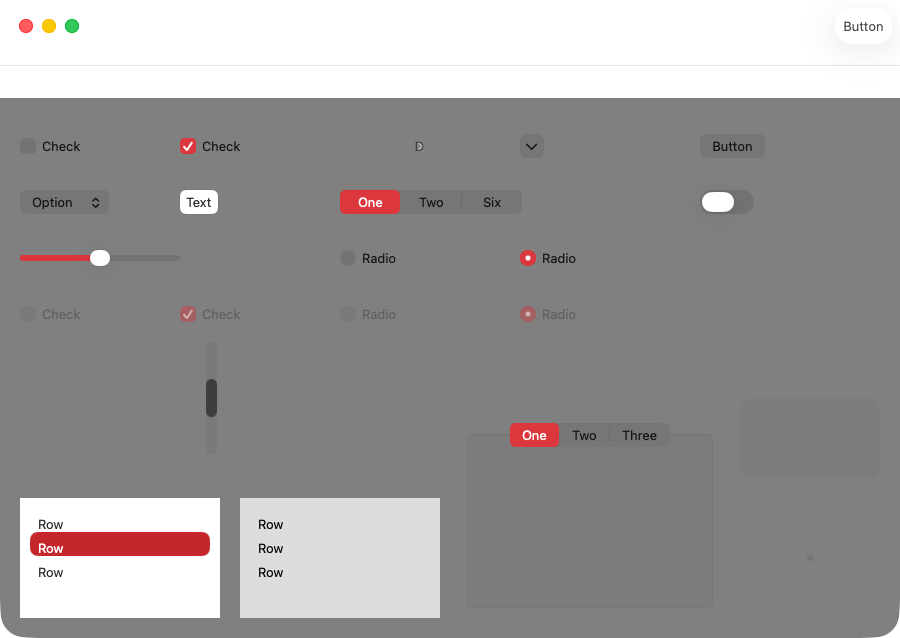 Button
Check
Check
Button
Option
Text
One
Two
Six
Radio
Radio
Check
Check
Radio
Radio
One
Two
Three
Row
Row
Row
Row
Row
Row